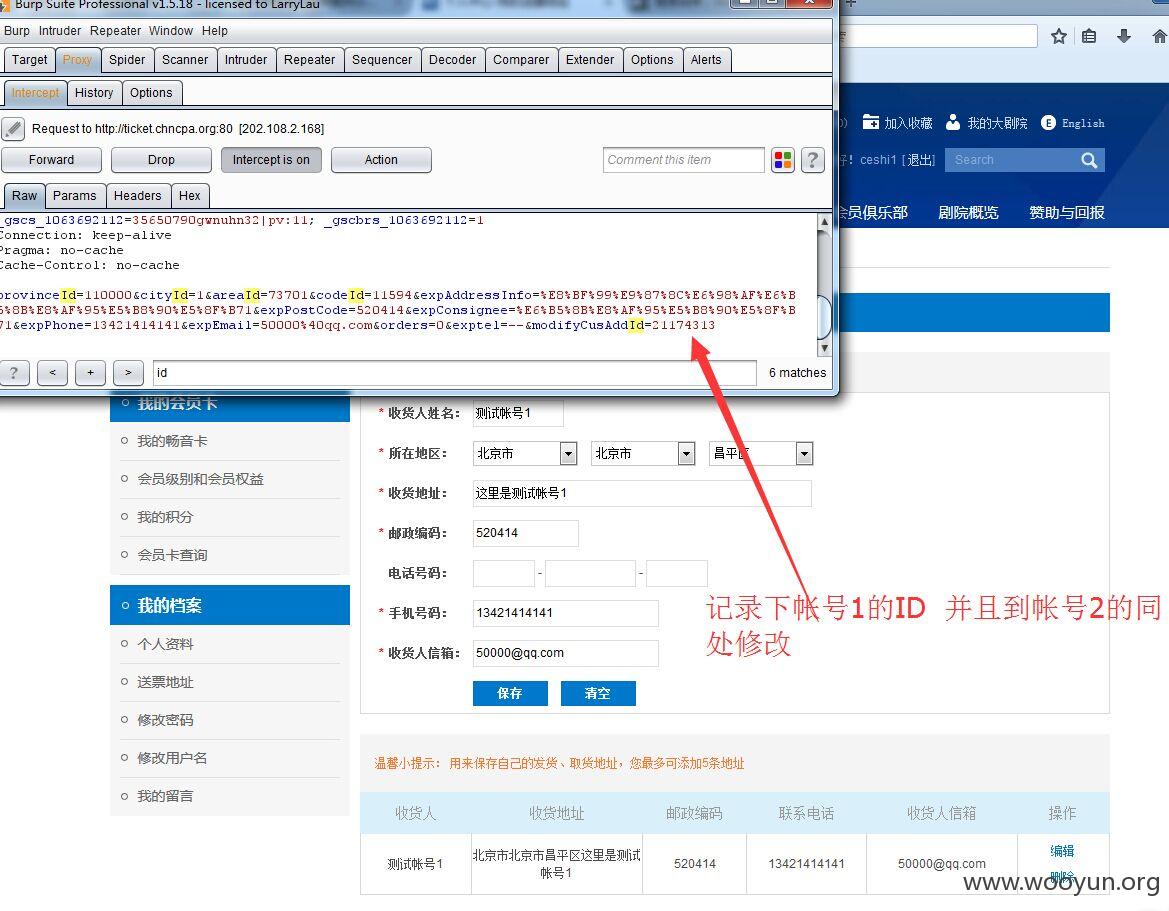 Burp Suite Professional v1.5.18 - licensed to LarryLau
Burp Intruder Repeater Window Help
Target Proxy Spider Scanner Intruder Repeater Sequencer Decoder Comparer Extender Options Alerts
Intercept History Options
Request to http://ticket.chncpa.org:80 [202.108.2.168]
Forward Drop Intercept is on Action Comment this item ?
Raw Params Headers Hex
_gscs_1063692112=35650790gwnuhn32|pv:11; _gscbrs_1063692112=1
Connection: keep-alive
Pragma: no-cache
Cache-Control: no-cache
provinceId=110000&cityId=1&areaId=73701&codeId=11594&expAddressInfo=%E8%BF%99%E9%87%8C%E6%98%AF%E6%B
5%8B%E8%AF%95%E5%B8%90%E5%8F%B71&expPostCode=520414&expConsignee=%E6%B5%8B%E8%AF%95%E5%B8%90%E5%8F%B
71&expPhone=13421414141&expEmail=50000%40qq.com&orders=0&exptel=--&modifyCusAddId=21174313
? < + > id 6 matches
加入收藏 我的大剧院 E English
好! ceshi1 [退出] Search
会员俱乐部 剧院概览 赞助与回报
我的会员卡
我的畅音卡
会员级别和会员权益
我的积分
会员卡查询
我的档案
个人资料
送票地址
修改密码
修改用户名
我的留言
* 收货人姓名: 测试帐号1
* 所在地区: 北京市 北京市 昌平区
* 收货地址: 这里是测试帐号1
* 邮政编码: 520414
电话号码: - -
* 手机号码: 13421414141
* 收货人信箱: 50000@qq.com
保存 清空
记录下帐号1的ID 并且到帐号2的同
处修改
温馨小提示: 用来保存自己的发货、取货地址，您最多可添加5条地址
收货人 收货地址 邮政编码 联系电话 收货人信箱 操作
测试帐号1 北京市北京市昌平区这里是测试
帐号1 520414 13421414141 50000@qq.com 编辑
删除
www.wooyun.org